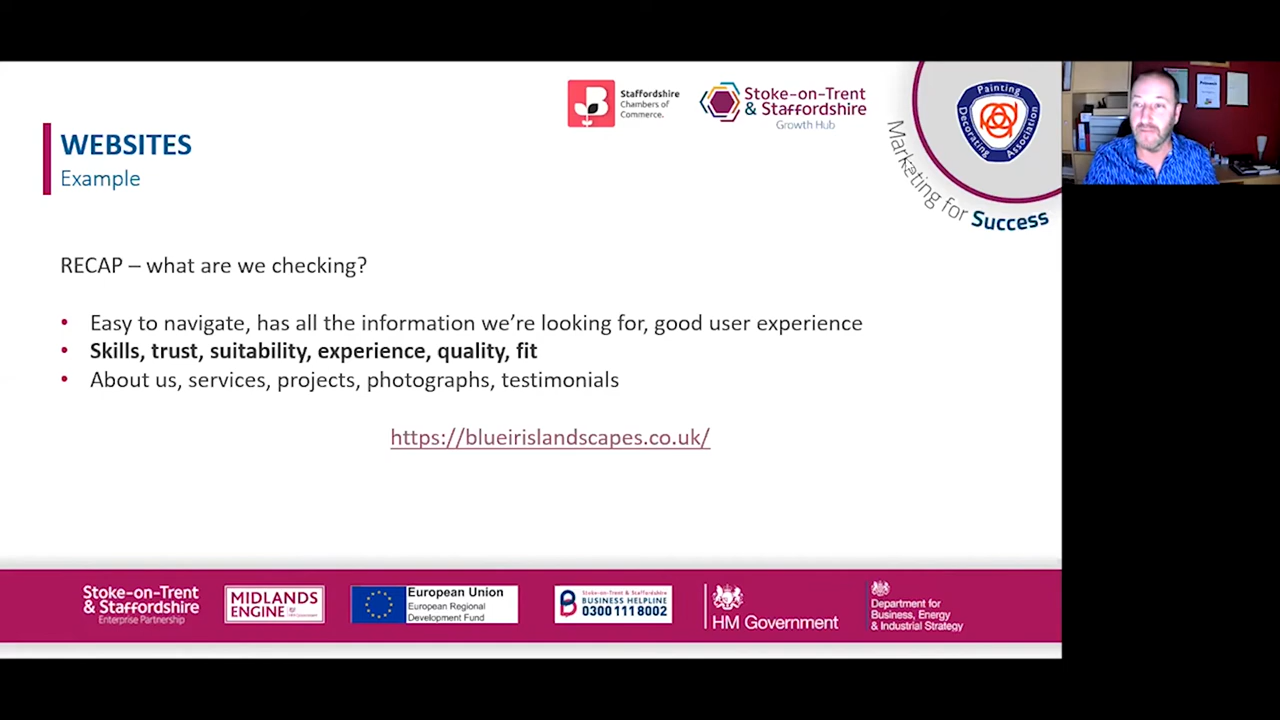 Staffordshire
Chambers of
Commerce.
Stoke-on-Trent
& Staffordshire
Growth Hub
Painting
Decorating
Association
Marketing for Success
WEBSITES
Example
RECAP – what are we checking?
• Easy to navigate, has all the information we're looking for, good user experience
• Skills, trust, suitability, experience, quality, fit
• About us, services, projects, photographs, testimonials
https://blueirislandscapes.co.uk/
Stoke-on-Trent
& Staffordshire
Enterprise Partnership
MIDLANDS
ENGINE
European Union
European Regional
Development Fund
Stoke-on-Trent & Staffordshire
BUSINESS HELPLINE
0300 111 8002
HM Government
Department for
Business, Energy
& Industrial Strategy